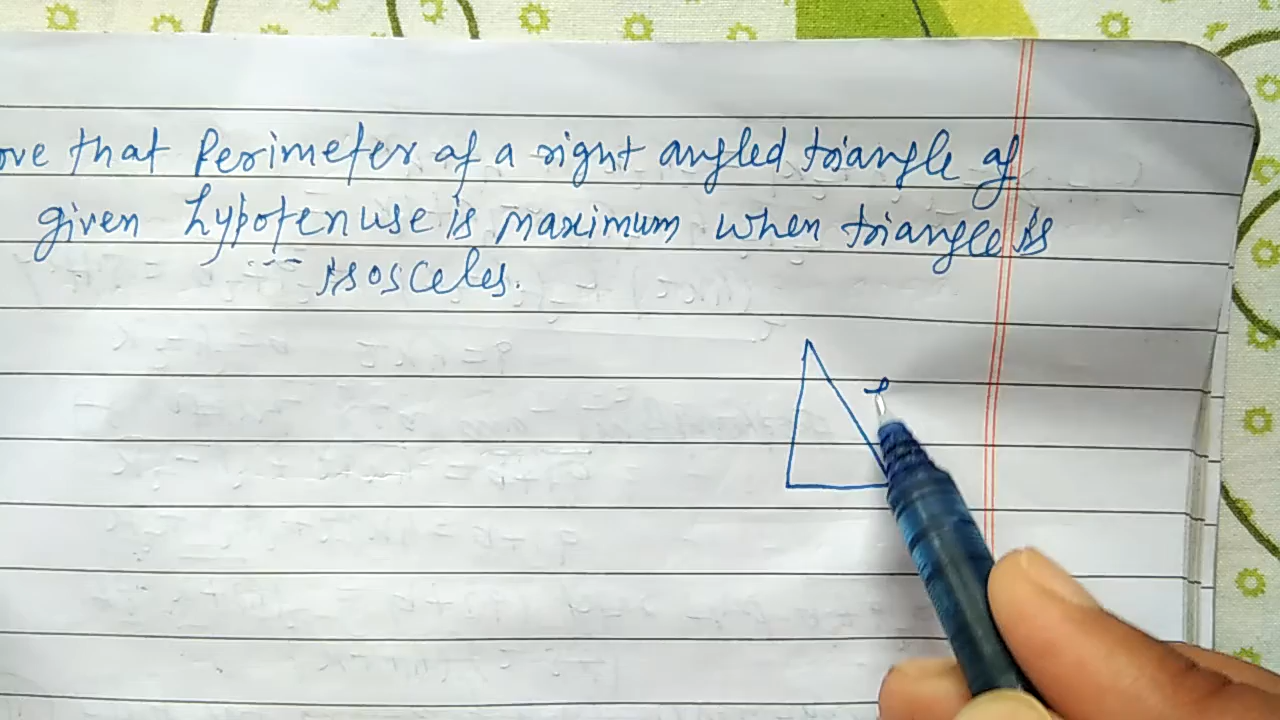 ove that Perimeter of a right angled triangle of
given hypotenuse is maximum when triangle is
isosceles.